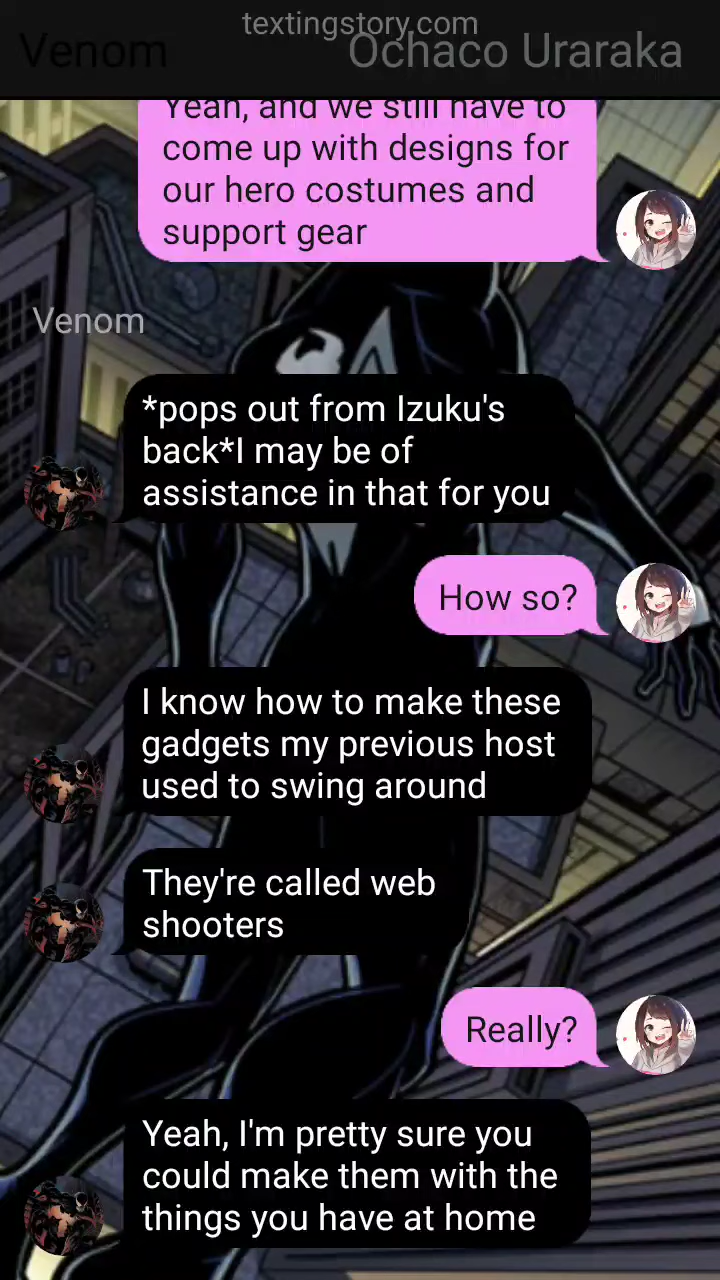 textingstory.com
Venom
Ochaco Uraraka
Yeah, and we still have to
come up with designs for
our hero costumes and
support gear
Venom
*pops out from Izuku's
back*I may be of
assistance in that for you
How so?
I know how to make these
gadgets my previous host
used to swing around
They're called web
shooters
Really?
Yeah, I'm pretty sure you
could make them with the
things you have at home